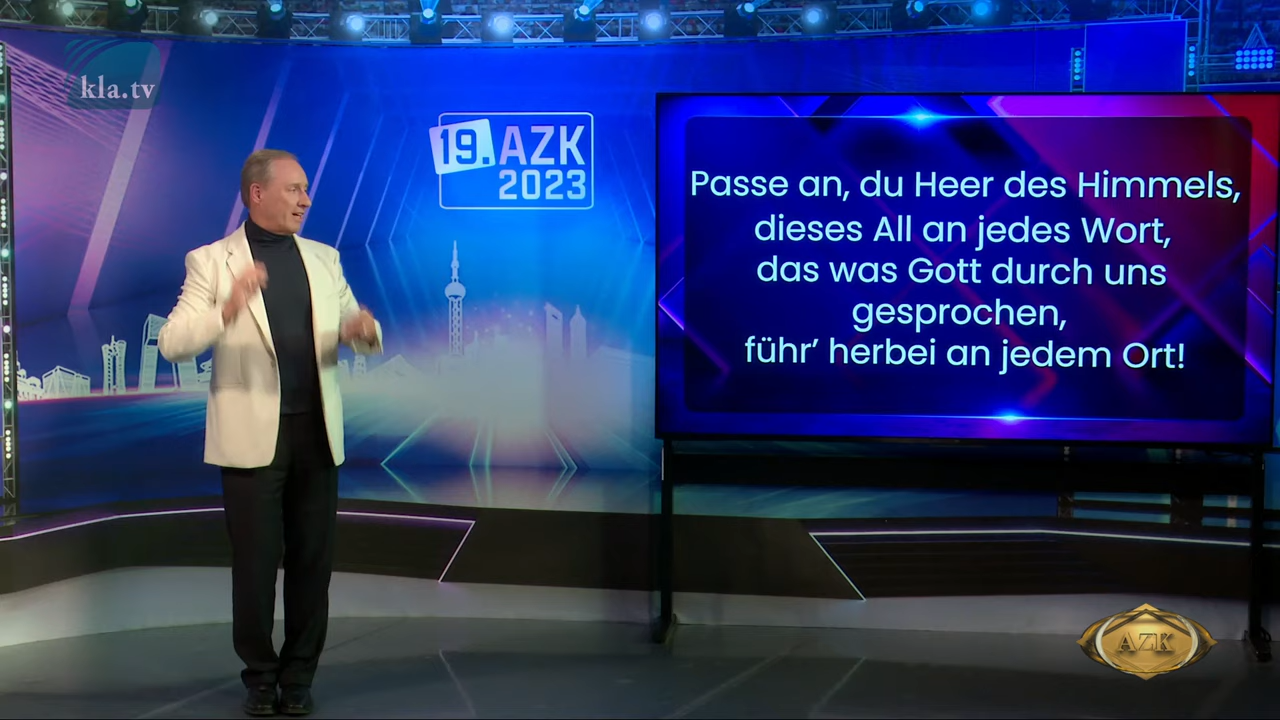 kla.tv
19. AZK
2023
Passe an, du Heer des Himmels,
dieses All an jedes Wort,
das was Gott durch uns
gesprochen,
führ’ herbei an jedem Ort!
AZK